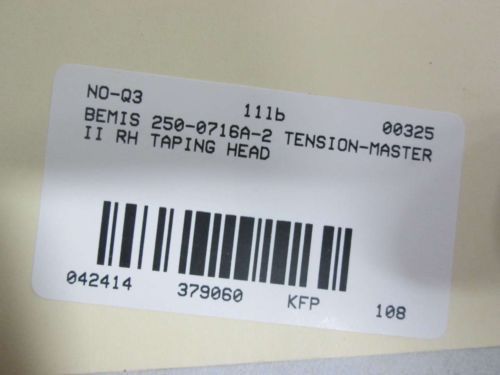 NO-Q3 11lb 00325
BEMIS 250-0716A-2 TENSION-MASTER
II RH TAPING HEAD
042414 379060 KFP 108